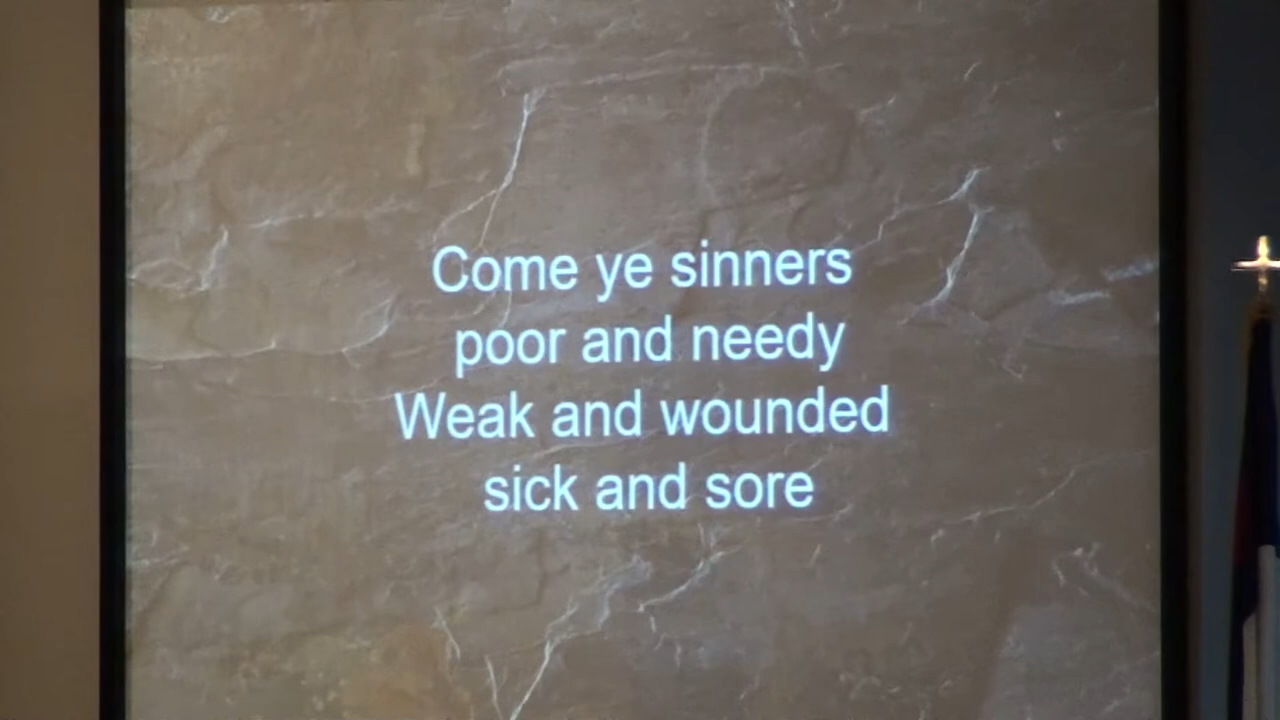 Come ye sinners
poor and needy
Weak and wounded
sick and sore